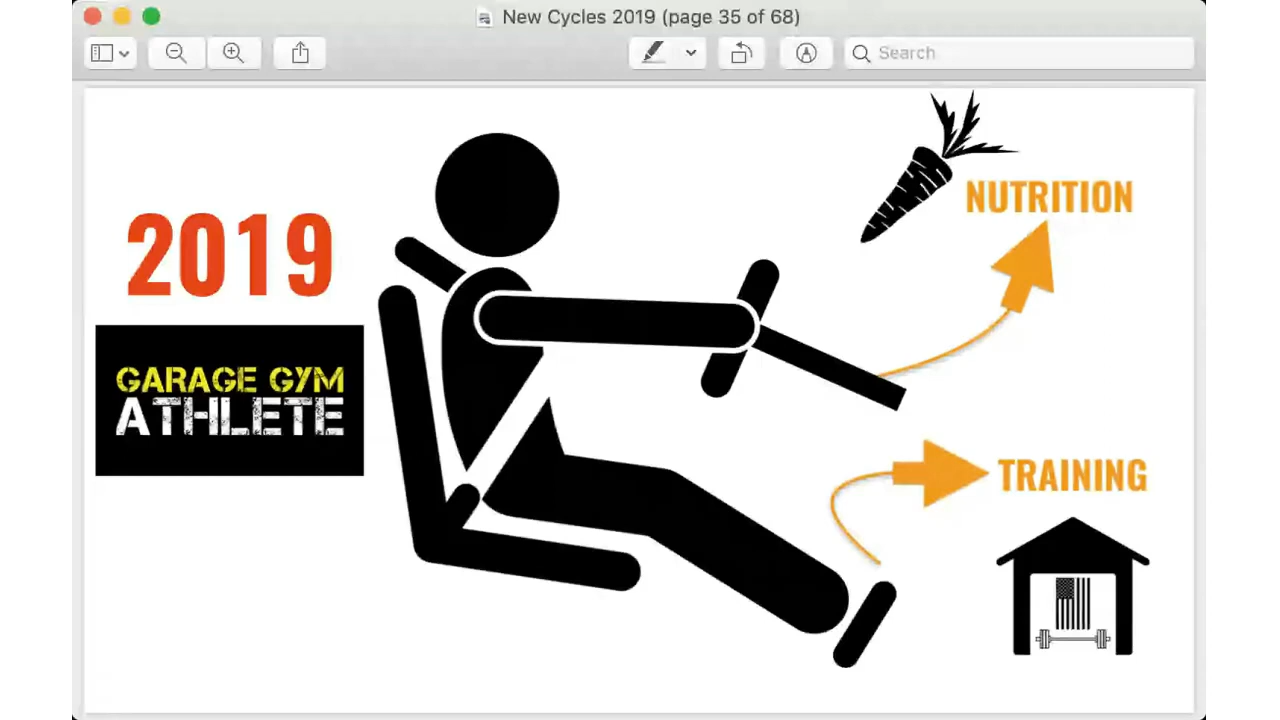 New Cycles 2019 (page 35 of 68)
Search
2019
GARAGE GYM
ATHLETE
NUTRITION
TRAINING